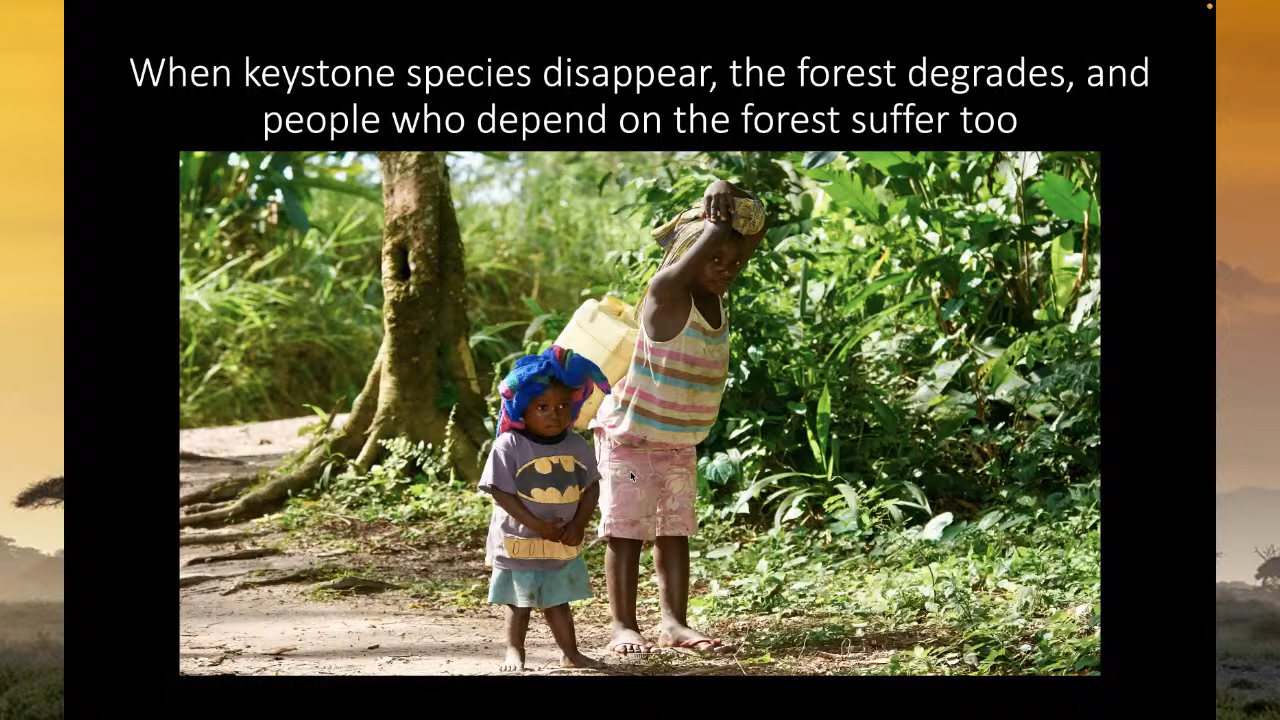 When keystone species disappear, the forest degrades, and
people who depend on the forest suffer too